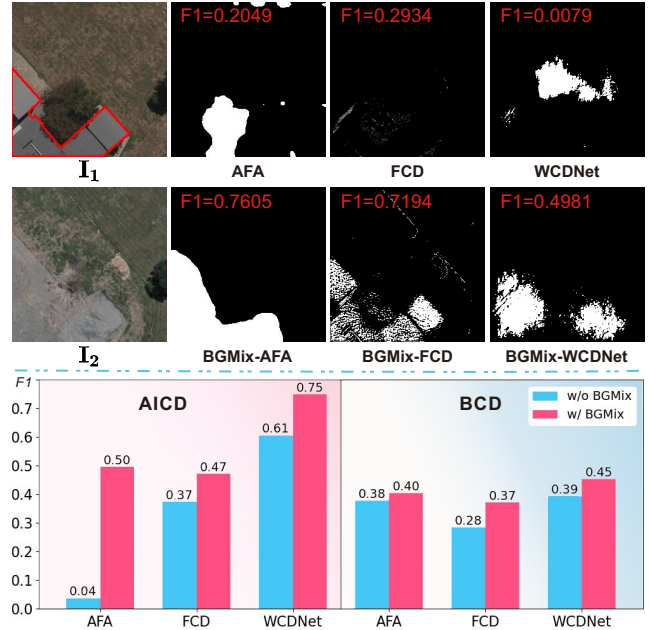 F1=0.2049 F1=0.2934 F1=0.0079
I₁ AFA FCD WCDNet
F1=0.7605 F1=0.7194 F1=0.4981
I₂ BGMix-AFA BGMix-FCD BGMix-WCDNet
F1
AICD BCD
w/o BGMix
w/ BGMix
0.7
0.6
0.5
0.4
0.3
0.2
0.1
0.0
0.04 0.50 0.37 0.47 0.61 0.75 0.38 0.40 0.28 0.37 0.39 0.45
AFA FCD WCDNet AFA FCD WCDNet